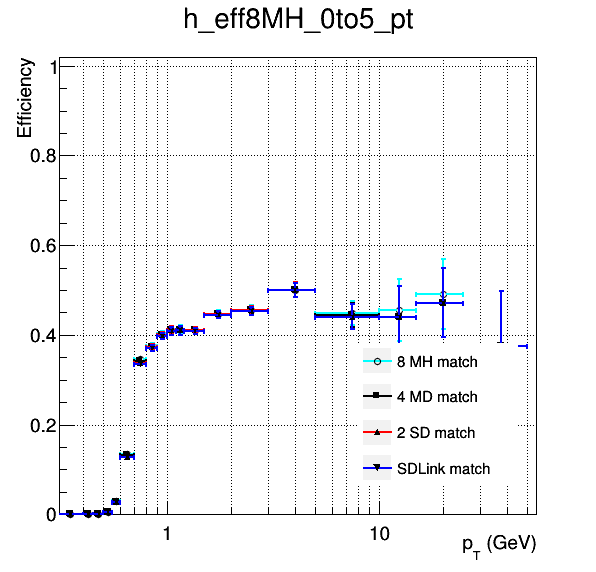 h_eff8MH_0to5_pt
Efficiency
1
0.8
0.6
0.4
0.2
0
8 MH match
4 MD match
2 SD match
SDLink match
1
10
p_T (GeV)